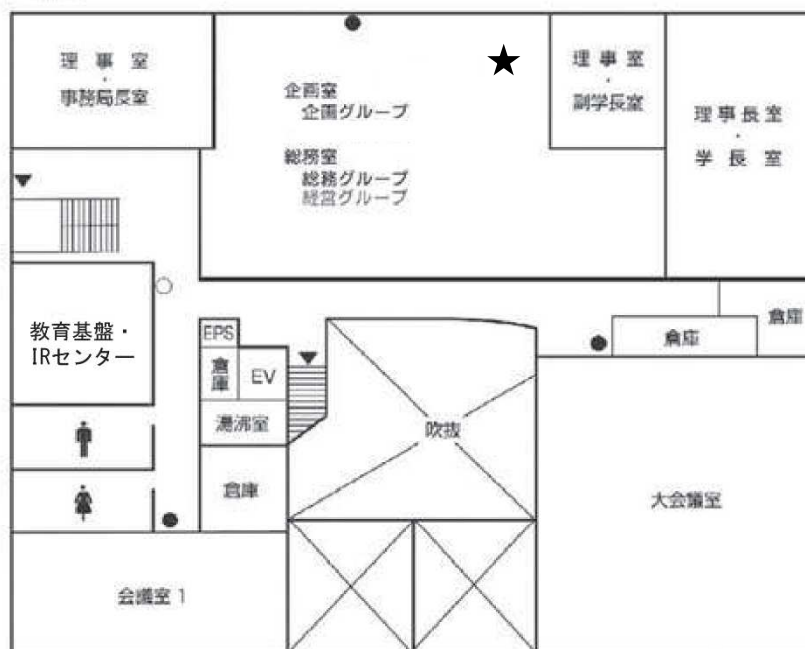 理事室
・
事務局長室
企画室
企画グループ
総務室
総務グループ
経営グループ
理事室
・
副学長室
理事長室
・
学長室
教育基盤・
IRセンター
EPS
倉庫
EV
湯沸室
倉庫
吹抜
倉庫
倉庫
大会議室
会議室1